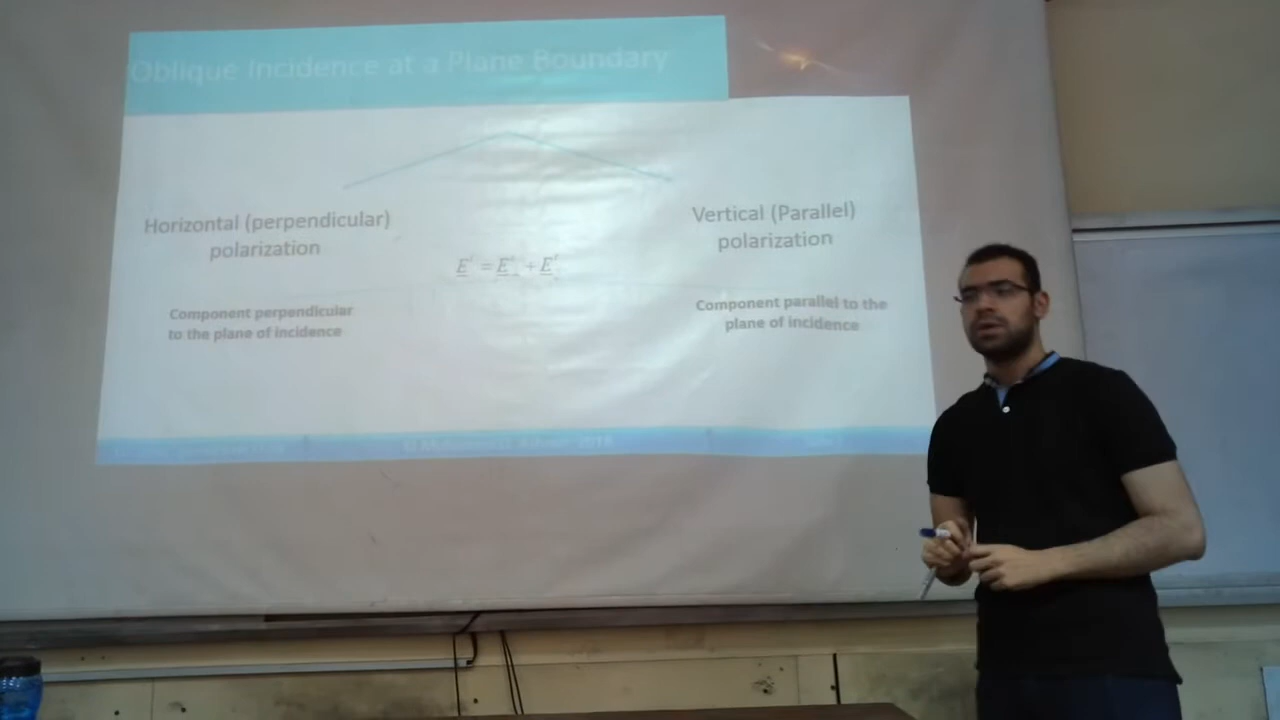 Oblique Incidence at a Plane Boundary
Horizontal (perpendicular)
polarization
Vertical (Parallel)
polarization
Component perpendicular
to the plane of incidence
Component parallel to the
plane of incidence